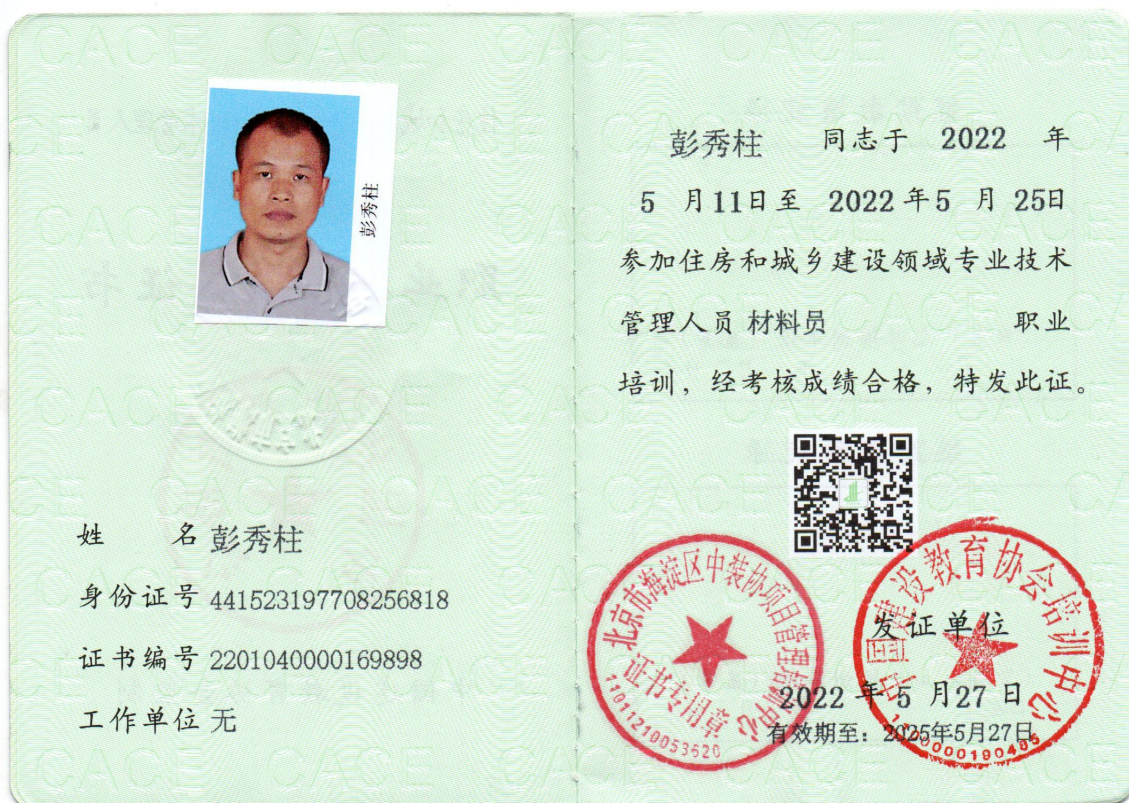 彭秀柱
姓 名 彭秀柱
身份证号 441523197708256818
证书编号 2201040000169898
工作单位 无
彭秀柱 同志于 2022 年
5 月11日至 2022年5 月 25日
参加住房和城乡建设领域专业技术
管理人员 材料员 职业
培训，经考核成绩合格，特发此证。
北京市海淀区中装协项目管理培训中心
证书专用章
11011210053620
中国建设教育协会培训中心
发证单位
2022 年 5 月27 日
有效期至：2025年5月27日
CACE